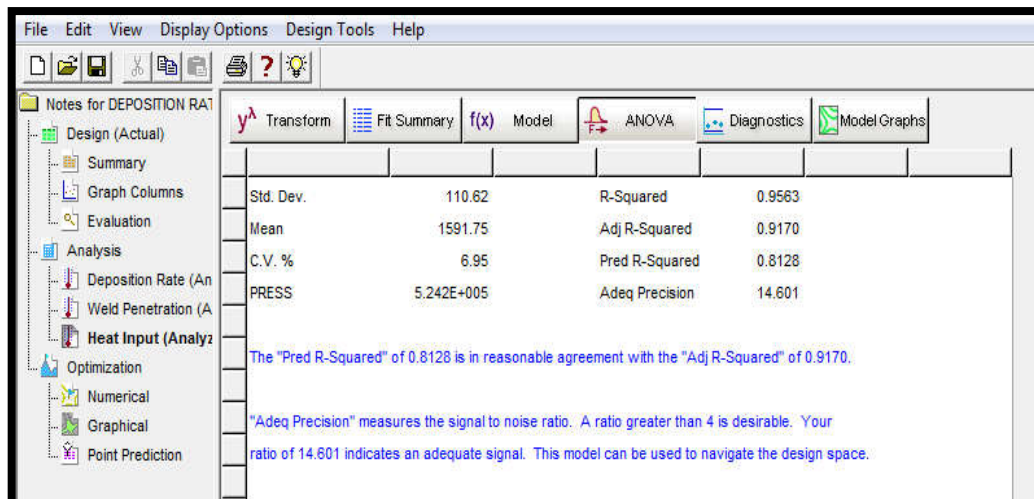 File Edit View Display Options Design Tools Help
Notes for DEPOSITION RAT
Design (Actual)
Summary
Graph Columns
Evaluation
Analysis
Deposition Rate (An
Weld Penetration (A
Heat Input (Analyz
Optimization
Numerical
Graphical
Point Prediction
yλ Transform Fit Summary f(x) Model F ANOVA Diagnostics Model Graphs
Std. Dev. 110.62 R-Squared 0.9563
Mean 1591.75 Adj R-Squared 0.9170
C.V. % 6.95 Pred R-Squared 0.8128
PRESS 5.242E+005 Adeq Precision 14.601
The "Pred R-Squared" of 0.8128 is in reasonable agreement with the "Adj R-Squared" of 0.9170.
"Adeq Precision" measures the signal to noise ratio. A ratio greater than 4 is desirable. Your
ratio of 14.601 indicates an adequate signal. This model can be used to navigate the design space.